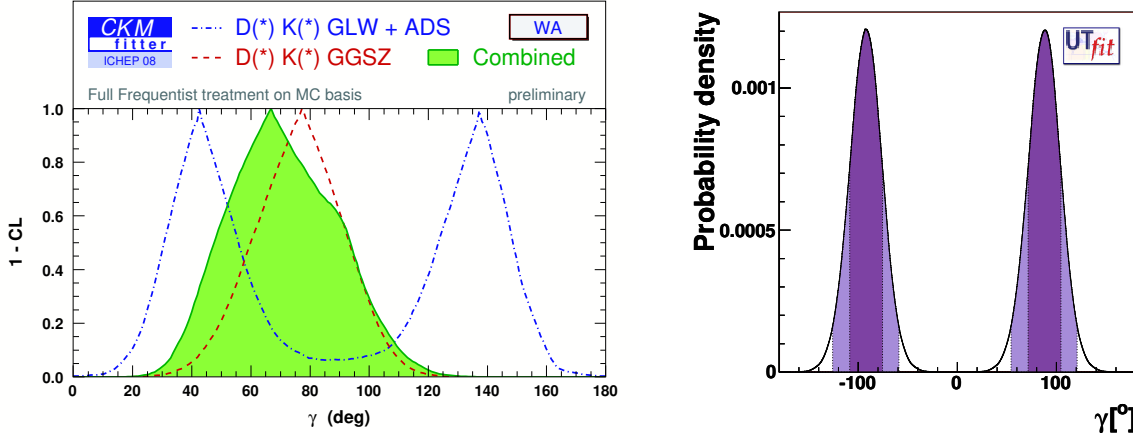 CKM
fitter
ICHEP 08
D(*) K(*) GLW + ADS
D(*) K(*) GGSZ
WA
Combined
Full Frequentist treatment on MC basis
preliminary
1 - CL
1.0
0.8
0.6
0.4
0.2
0.0
0 20 40 60 80 100 120 140 160 180
γ (deg)
UTfit
Probability density
0.001
0.0005
0
-100 0 100
γ[º]